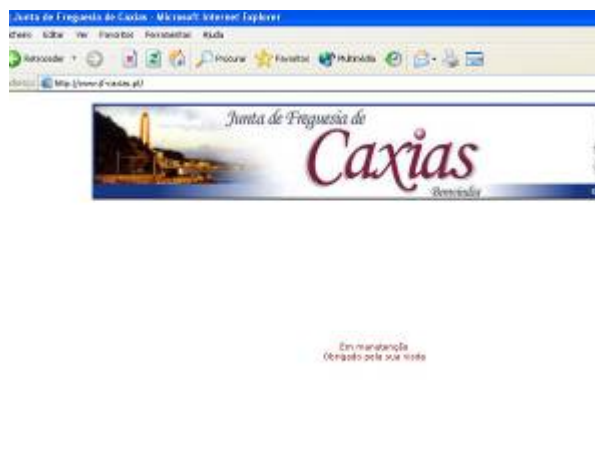 Junta de Freguesia de Caxias - Microsoft Internet Explorer
Editar Ver Favoritos Ferramentas Ajuda
Retroceder Procurar Favoritos Multimédia
http://www.jf-caxias.pt/
Junta de Freguesia de
Caxias
Benvindos
Em manutenção
Obrigado pela sua visita